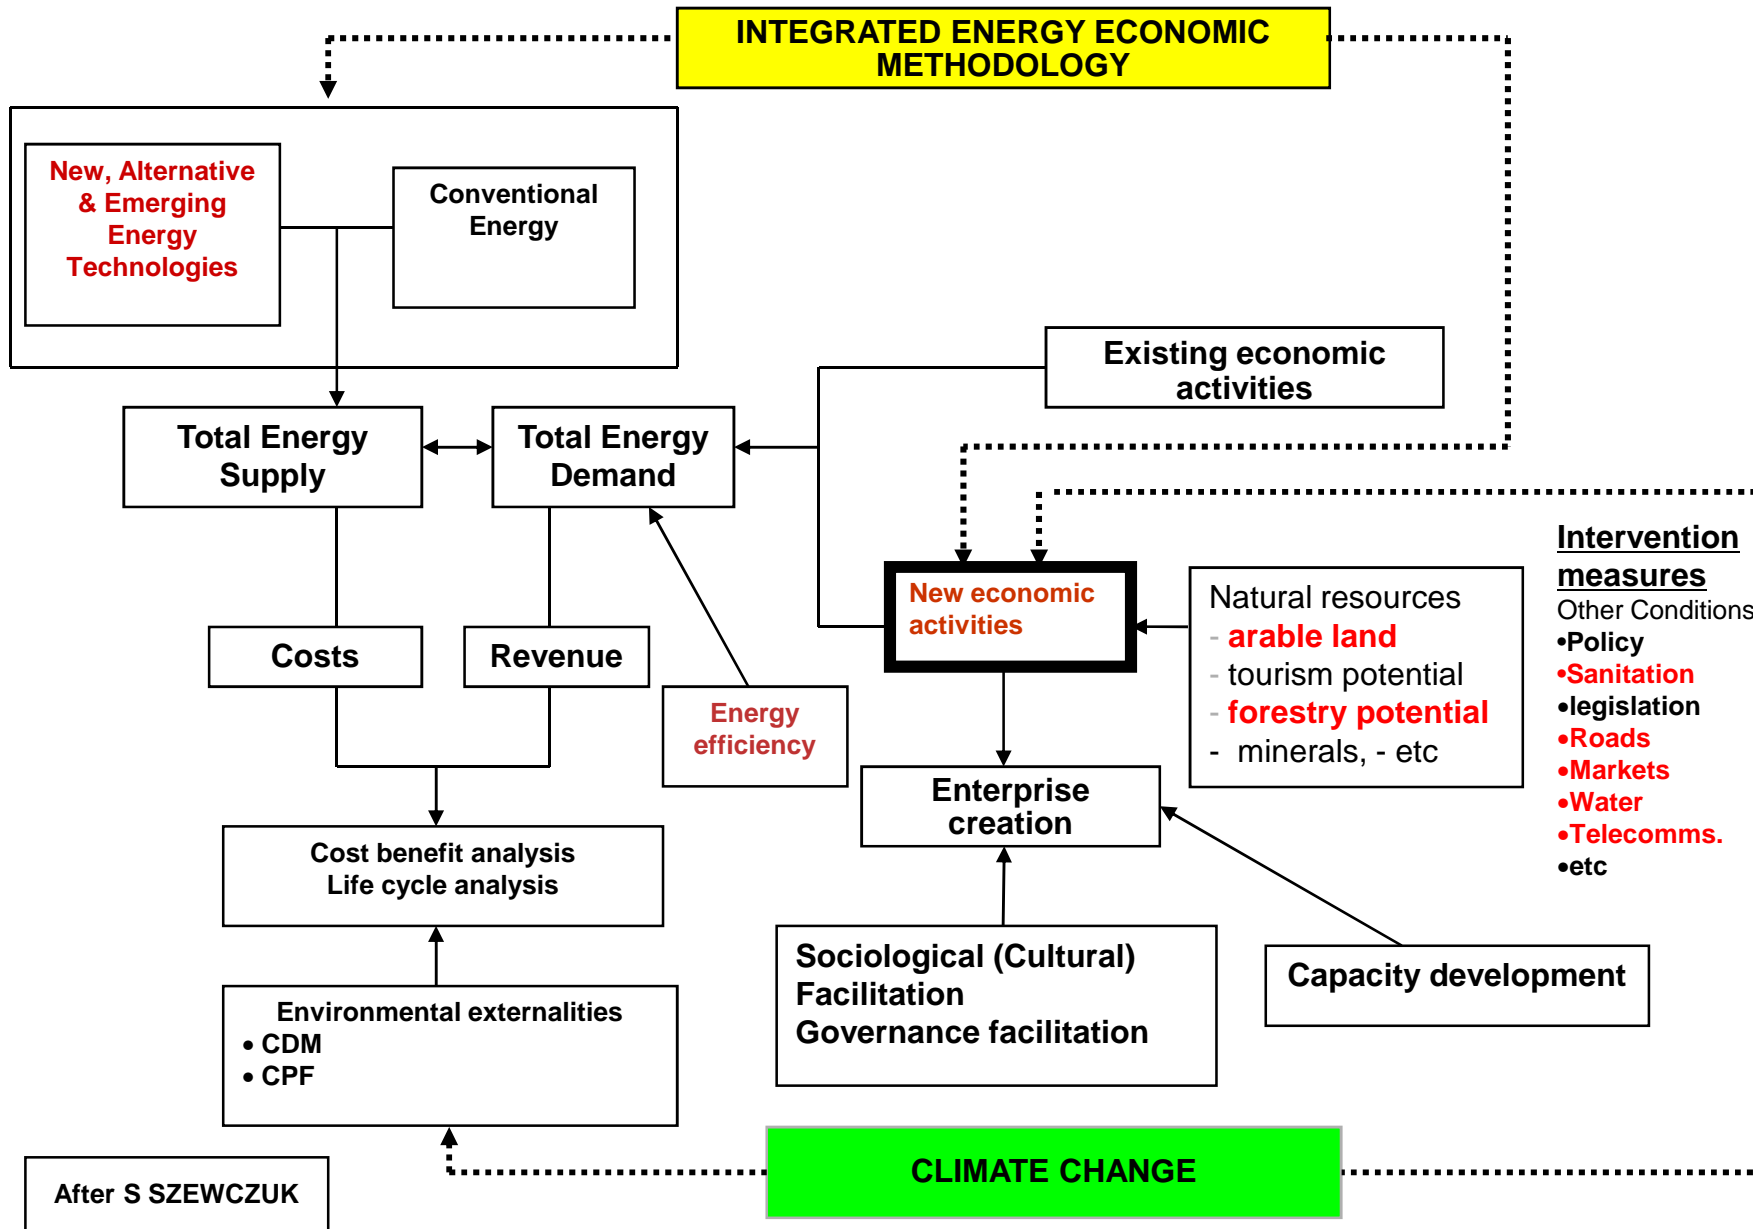 INTEGRATED ENERGY ECONOMIC
METHODOLOGY
New, Alternative
& Emerging
Energy
Technologies
Conventional
Energy
Existing economic
activities
Total Energy
Supply
Total Energy
Demand
Intervention
measures
Other Conditions
•Policy
•Sanitation
•legislation
•Roads
•Markets
•Water
•Telecomms.
•etc
New economic
activities
Natural resources
- arable land
- tourism potential
- forestry potential
- minerals, - etc
Costs
Revenue
Energy
efficiency
Enterprise
creation
Cost benefit analysis
Life cycle analysis
Sociological (Cultural)
Facilitation
Governance facilitation
Capacity development
Environmental externalities
• CDM
• CPF
CLIMATE CHANGE
After S SZEWCZUK